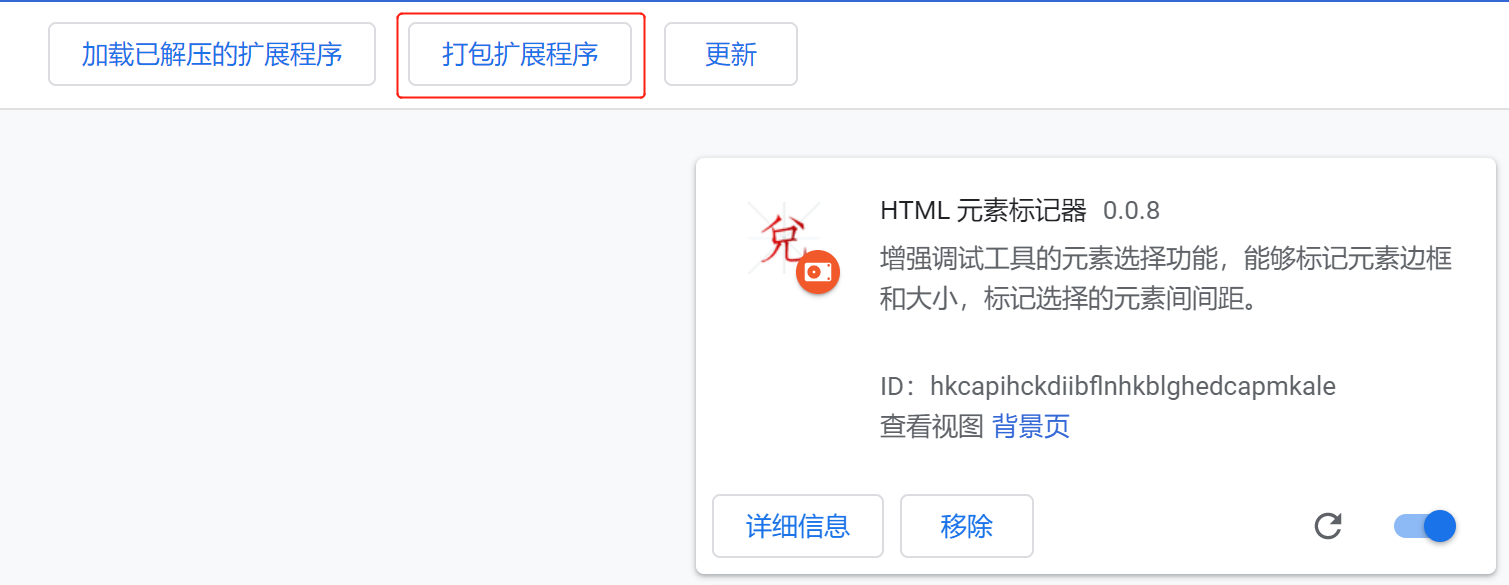 加载已解压的扩展程序 打包扩展程序 更新
兌
HTML 元素标记器 0.0.8
增强调试工具的元素选择功能，能够标记元素边框
和大小，标记选择的元素间间距。
ID：hkcapihckdiibflnhkblghedcapmkale
查看视图 背景页
详细信息 移除